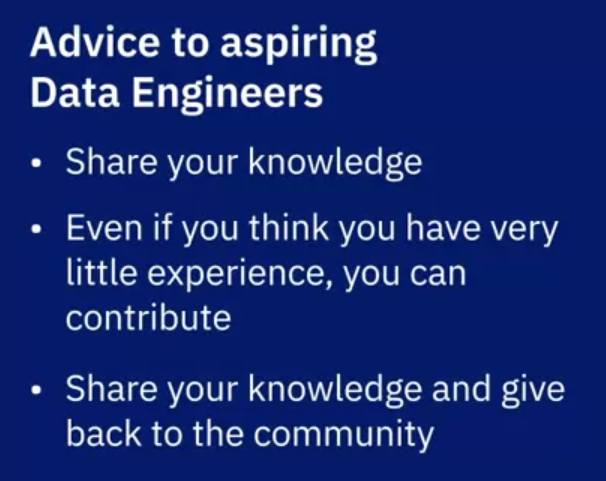 Advice to aspiring
Data Engineers
• Share your knowledge
• Even if you think you have very
little experience, you can
contribute
• Share your knowledge and give
back to the community